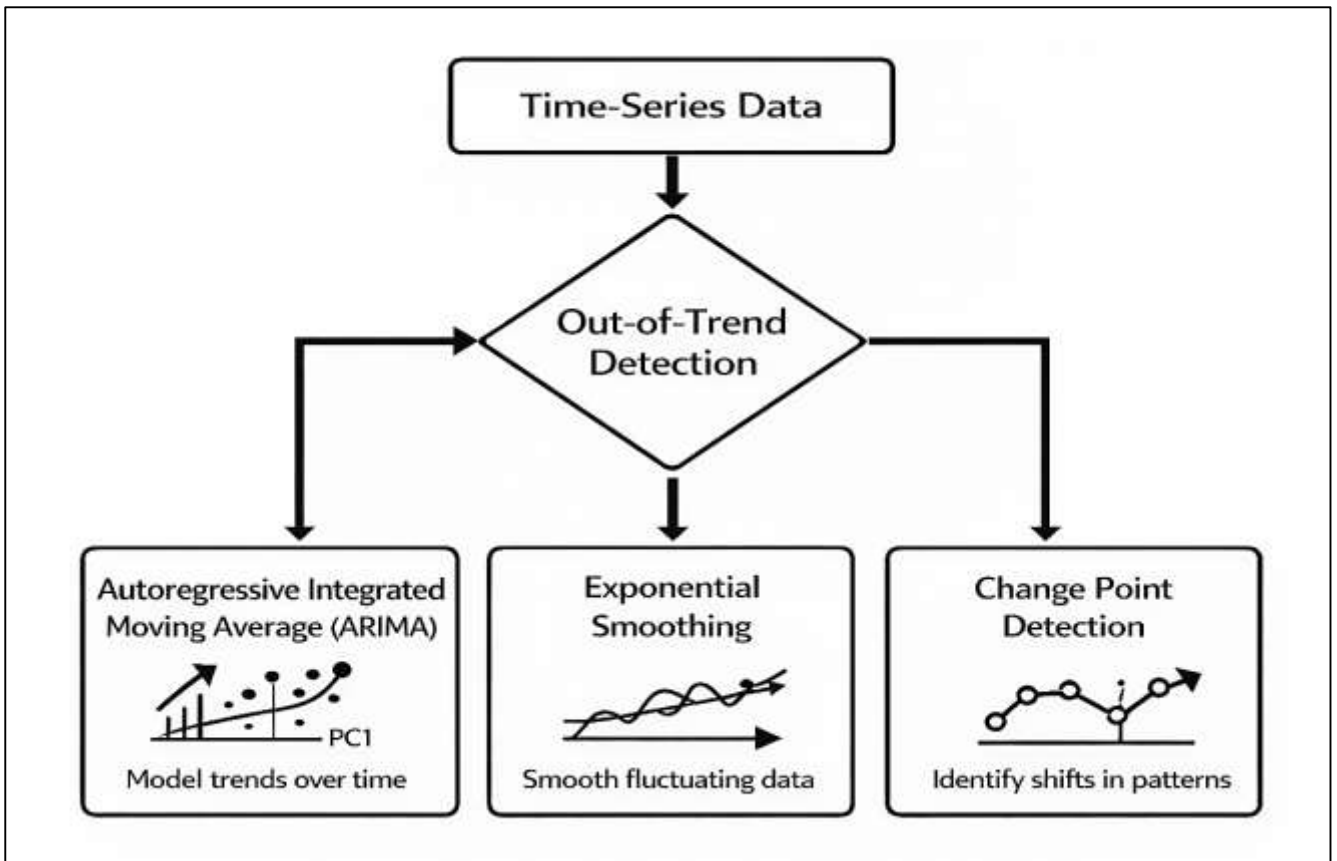 Time-Series Data
Out-of-Trend
Detection
Autoregressive Integrated
Moving Average (ARIMA)
PC1
Model trends over time
Exponential
Smoothing
Smooth fluctuating data
Change Point
Detection
Identify shifts in patterns